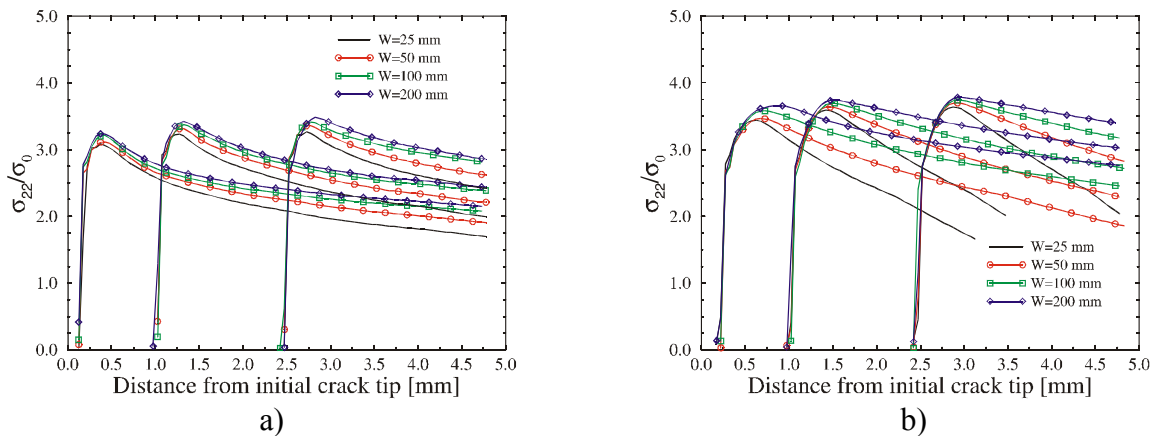 5.0
4.0
3.0
2.0
1.0
0.0
σ22/σ0
W=25 mm
W=50 mm
W=100 mm
W=200 mm
0.0 0.5 1.0 1.5 2.0 2.5 3.0 3.5 4.0 4.5 5.0
Distance from initial crack tip [mm]
a)
5.0
4.0
3.0
2.0
1.0
0.0
σ22/σ0
W=25 mm
W=50 mm
W=100 mm
W=200 mm
0.0 0.5 1.0 1.5 2.0 2.5 3.0 3.5 4.0 4.5 5.0
Distance from initial crack tip [mm]
b)